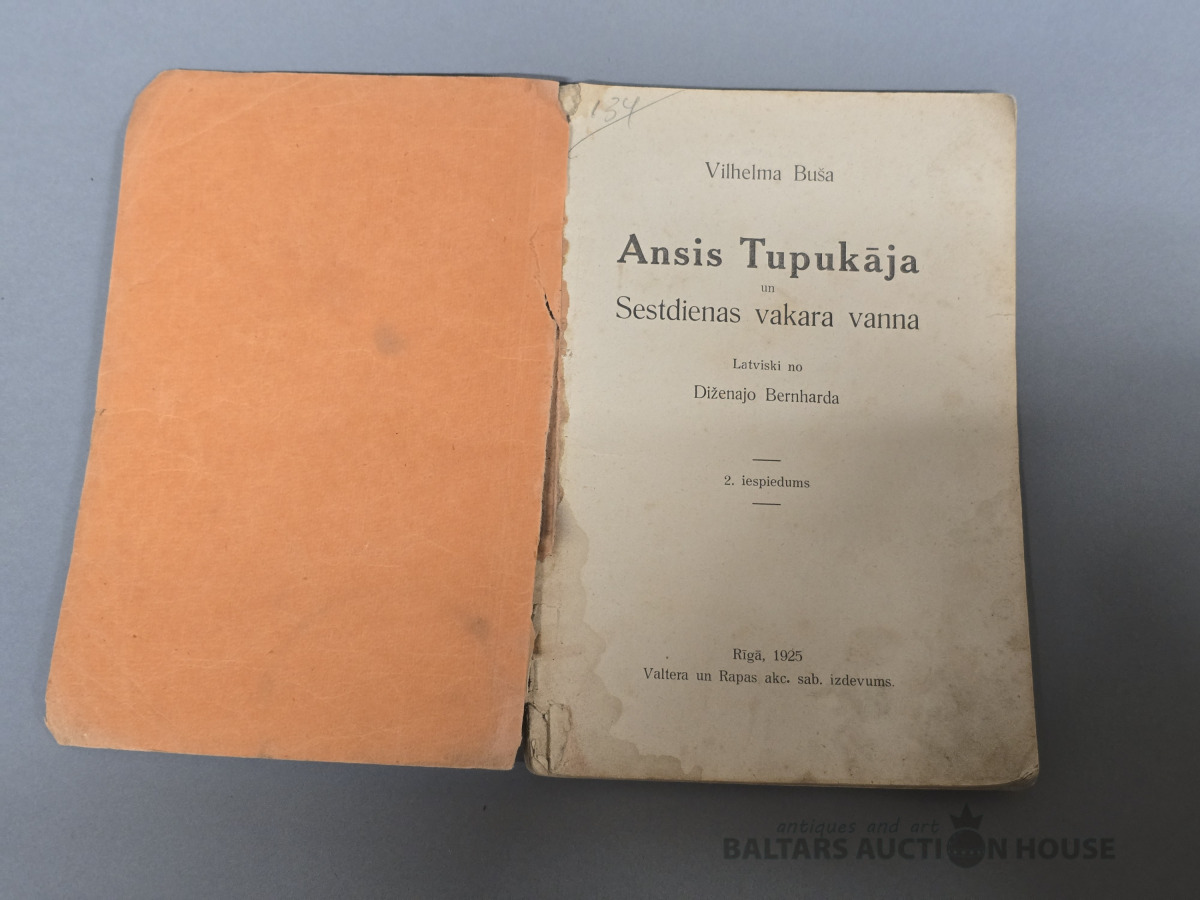 134
Vilhelma Buša
Ansis Tupukāja
un
Sestdienas vakara vanna
Latviski no
Diženajo Bernharda
2. iespiedums
Rīgā, 1925
Valtera un Rapas akc. sab. izdevums.
antiques and art
BALTARS AUCTION HOUSE